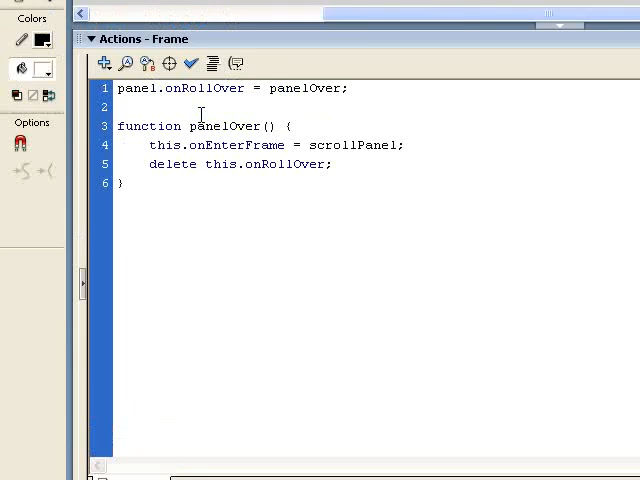 Colors
Options
Actions - Frame
1 panel.onRollOver = panelOver;
2
3 function panelOver() {
4 this.onEnterFrame = scrollPanel;
5 delete this.onRollOver;
6 }